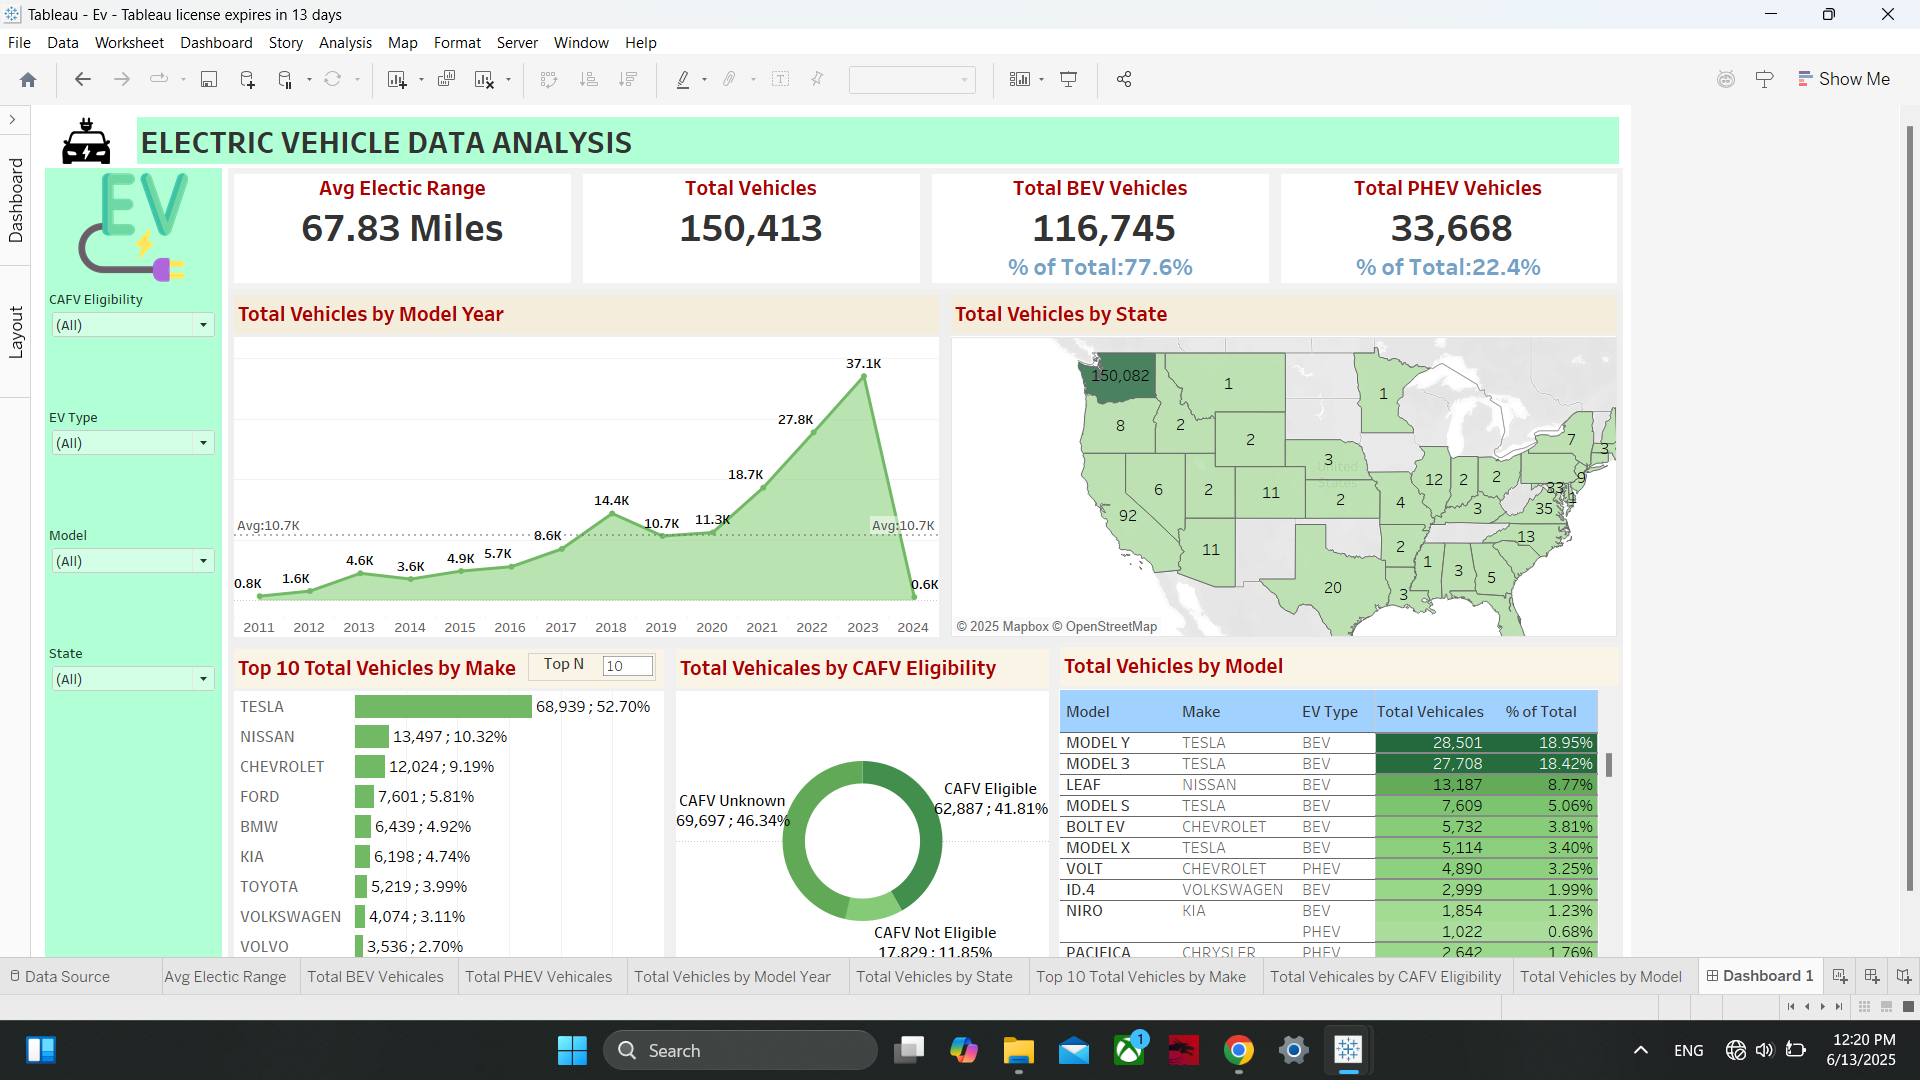 Tableau - Ev - Tableau license expires in 13 days
File Data Worksheet Dashboard Story Analysis Map Format Server Window Help
Show Me
Dashboard
Layout
ELECTRIC VEHICLE DATA ANALYSIS
EV
CAFV Eligibility
(All)
EV Type
(All)
Model
(All)
State
(All)
Avg Electic Range
67.83 Miles
Total Vehicles
150,413
Total BEV Vehicles
116,745
% of Total:77.6%
Total PHEV Vehicles
33,668
% of Total:22.4%
Total Vehicles by Model Year
37.1K
27.8K
18.7K
14.4K
10.7K
11.3K
Avg:10.7K
Avg:10.7K
8.6K
5.7K
4.9K
4.6K
3.6K
1.6K
0.8K
0.6K
2011 2012 2013 2014 2015 2016 2017 2018 2019 2020 2021 2022 2023 2024
Total Vehicles by State
150,082
1
1
8
2
2
7
3
3
United
States
6
2
11
2
4
12
2
2
9
33
1
35
3
92
11
2
13
1
3
5
20
3
© 2025 Mapbox © OpenStreetMap
Top 10 Total Vehicles by Make
Top N 10
TESLA 68,939 ; 52.70%
NISSAN 13,497 ; 10.32%
CHEVROLET 12,024 ; 9.19%
FORD 7,601 ; 5.81%
BMW 6,439 ; 4.92%
KIA 6,198 ; 4.74%
TOYOTA 5,219 ; 3.99%
VOLKSWAGEN 4,074 ; 3.11%
VOLVO 3,536 ; 2.70%
Total Vehicales by CAFV Eligibility
CAFV Eligible
62,887 ; 41.81%
CAFV Unknown
69,697 ; 46.34%
CAFV Not Eligible
17,829 ; 11.85%
Total Vehicles by Model
Model Make EV Type Total Vehicales % of Total
MODEL Y TESLA BEV 28,501 18.95%
MODEL 3 TESLA BEV 27,708 18.42%
LEAF NISSAN BEV 13,187 8.77%
MODEL S TESLA BEV 7,609 5.06%
BOLT EV CHEVROLET BEV 5,732 3.81%
MODEL X TESLA BEV 5,114 3.40%
VOLT CHEVROLET PHEV 4,890 3.25%
ID.4 VOLKSWAGEN BEV 2,999 1.99%
NIRO KIA BEV 1,854 1.23%
PHEV 1,022 0.68%
PACIFICA CHRYSLER PHEV 2,642 1.76%
Data Source Avg Electic Range Total BEV Vehicales Total PHEV Vehicales Total Vehicles by Model Year Total Vehicles by State Top 10 Total Vehicles by Make Total Vehicales by CAFV Eligibility Total Vehicles by Model Dashboard 1
Search
1
ENG
12:20 PM
6/13/2025